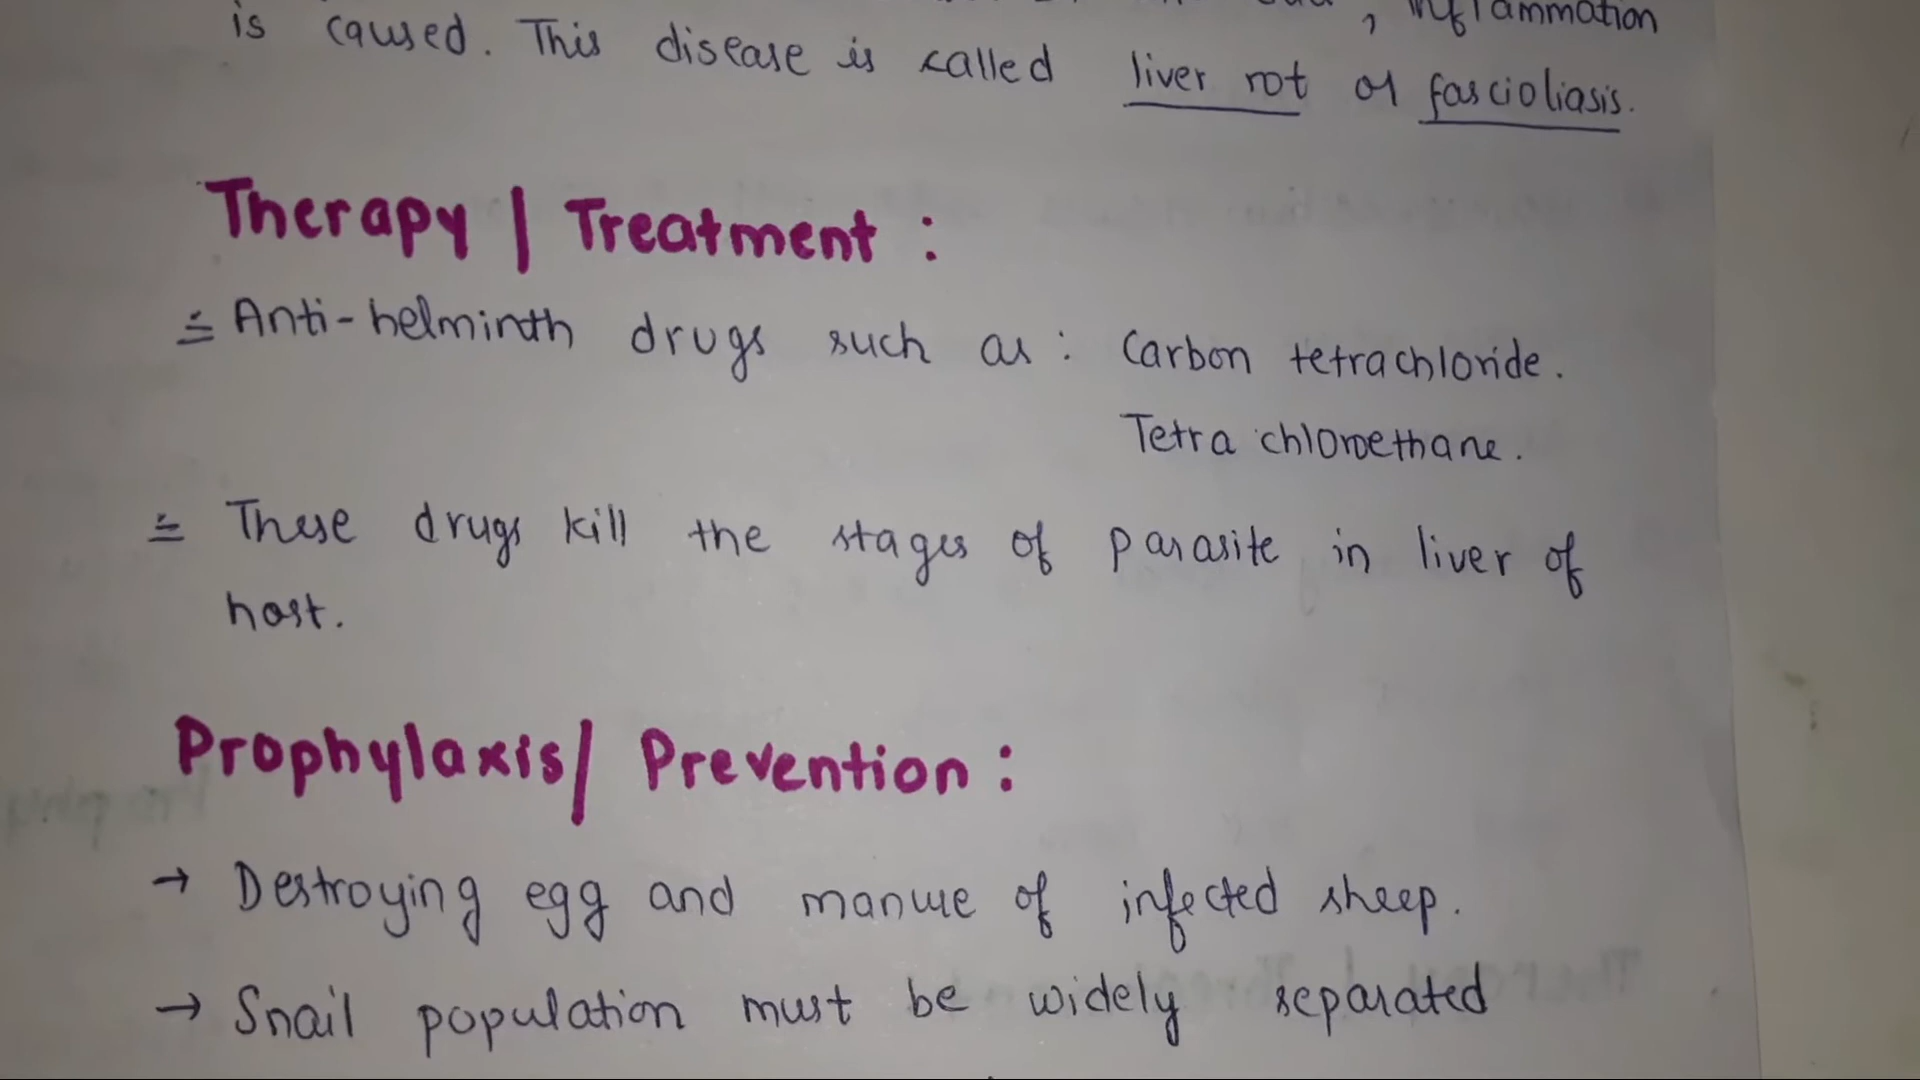 is caused. This disease is called liver rot or fascioliasis.
, inflammation
Therapy | Treatment :
Anti-helminth drugs such as : Carbon tetrachloride.
Tetra chloroethane.
These drugs kill the stages of parasite in liver of
host.
Prophylaxis/ Prevention :
→ Destroying egg and manure of infected sheep.
→ Snail population must be widely separated